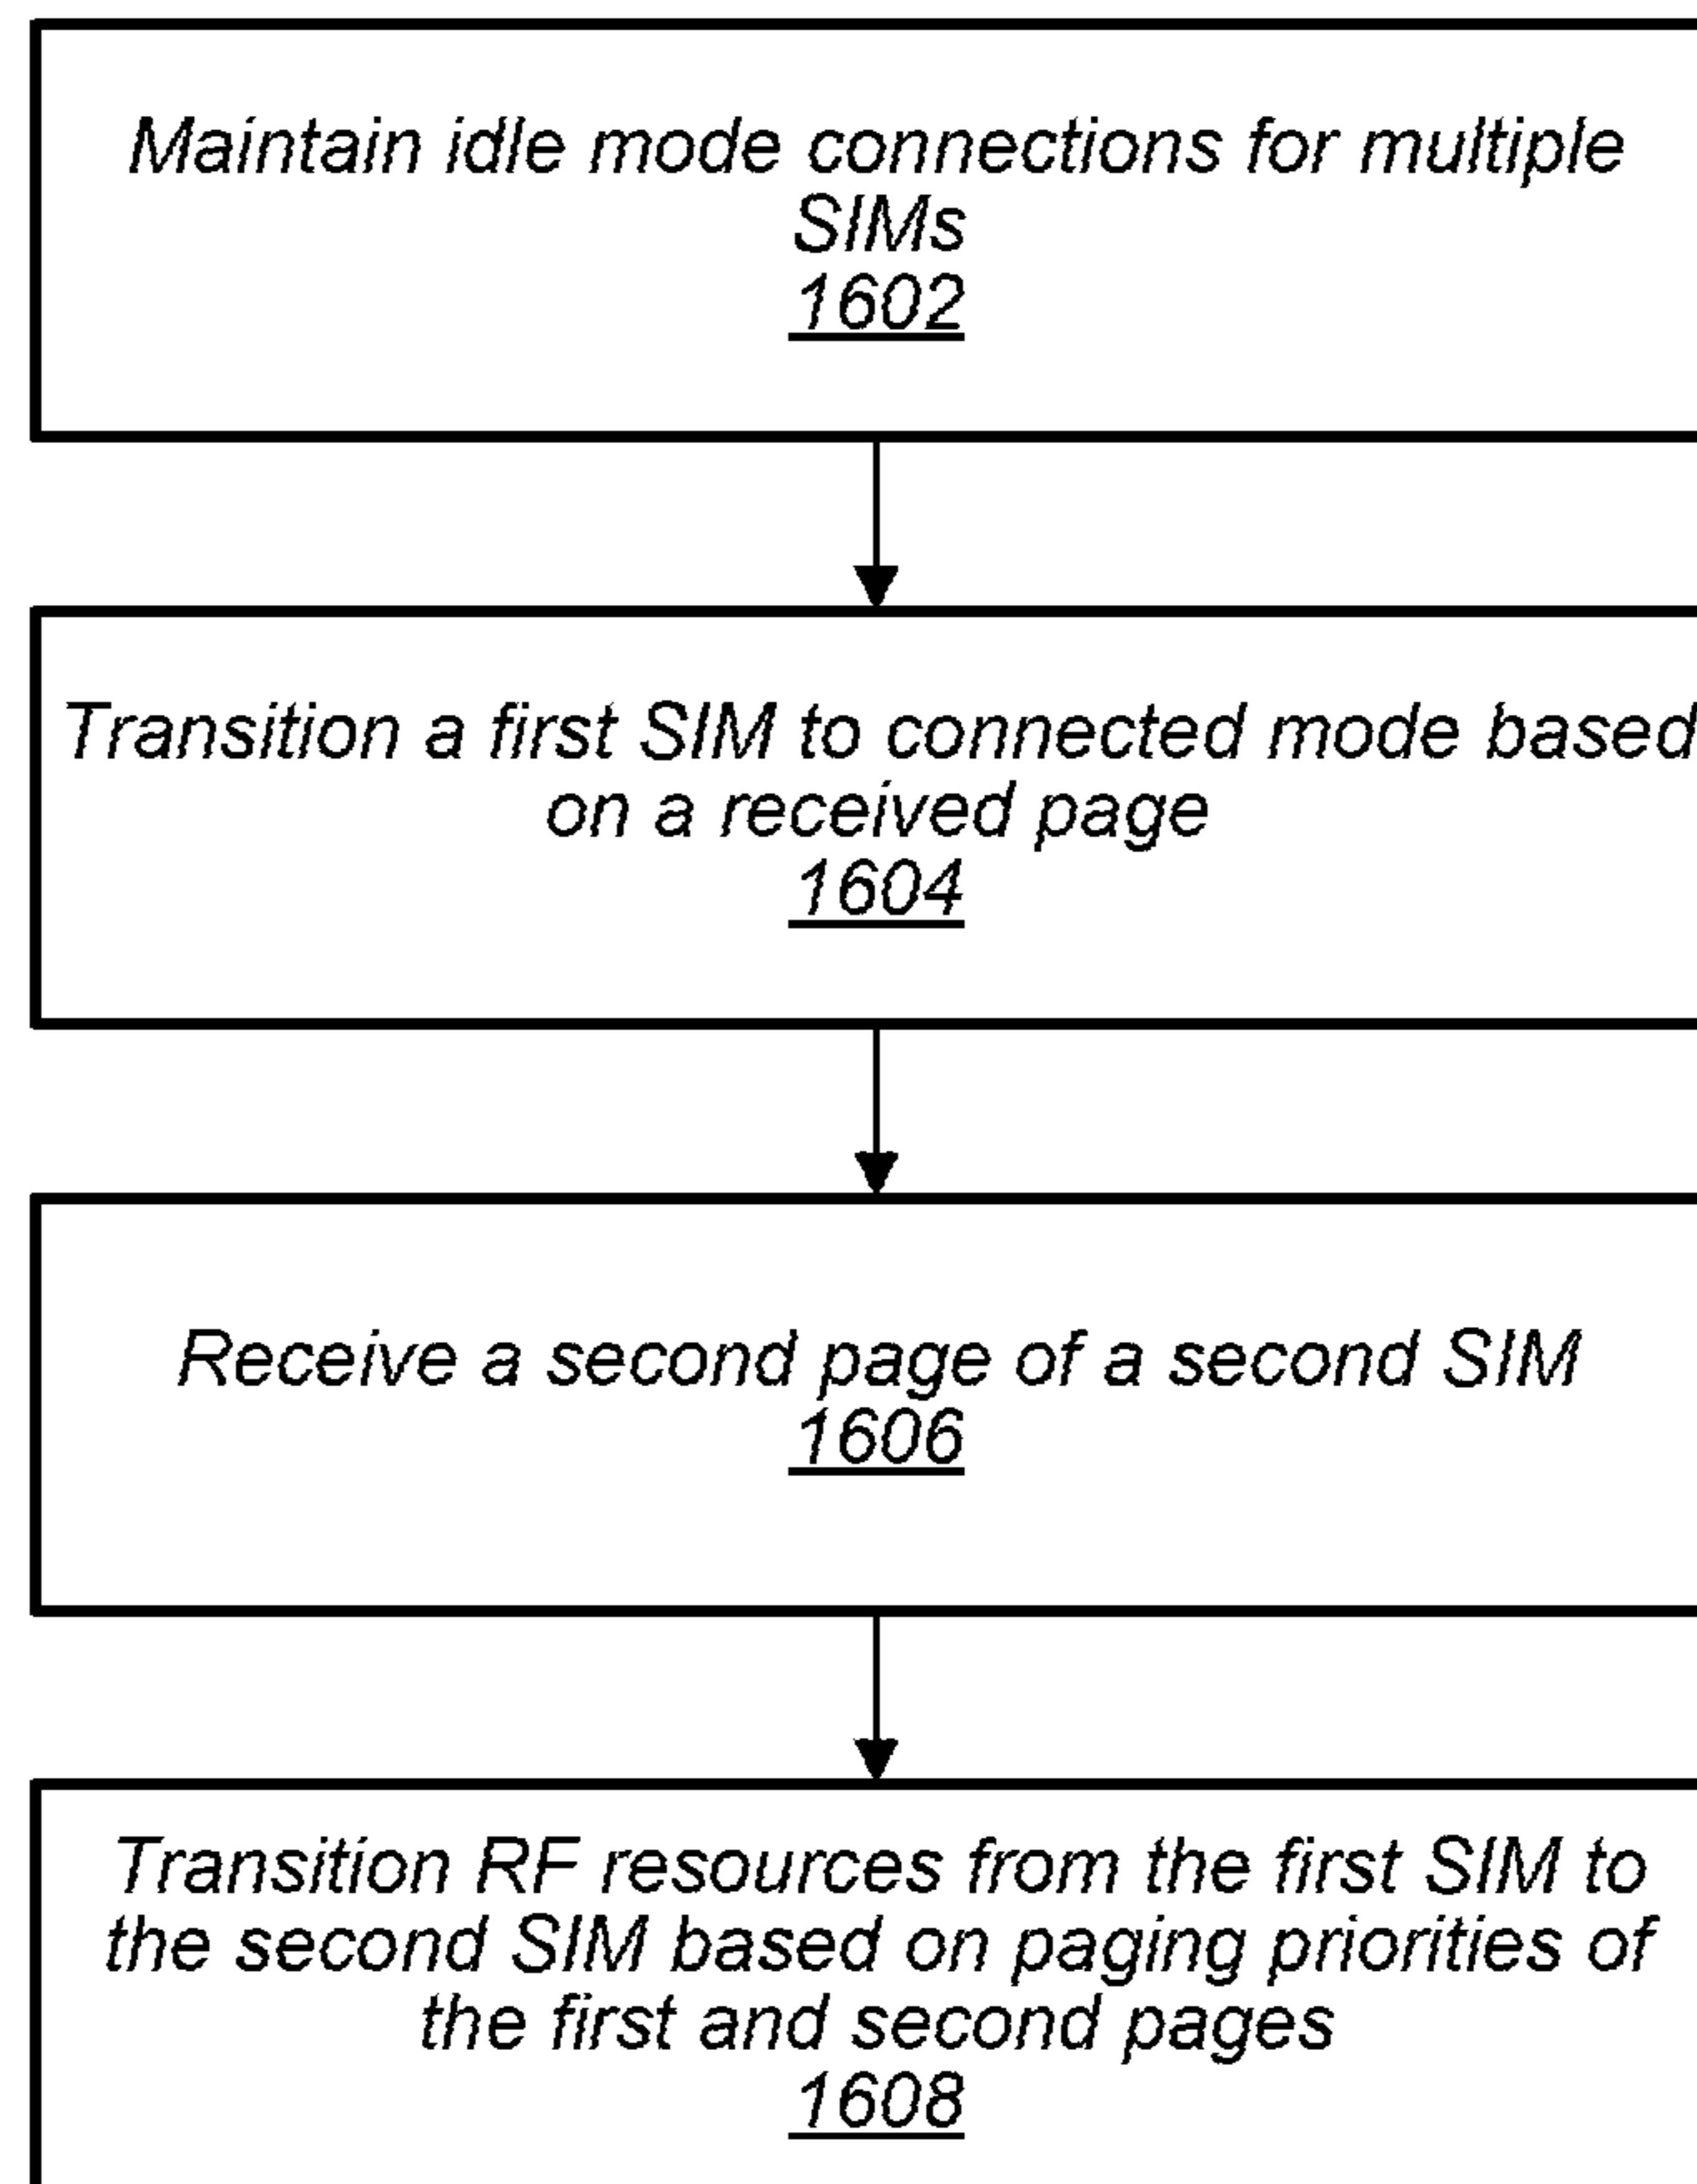 Maintain idle mode connections for multiple
SIMs
1602
Transition a first SIM to connected mode based
on a received page
1604
Receive a second page of a second SIM
1606
Transition RF resources from the first SIM to
the second SIM based on paging priorities of
the first and second pages
1608